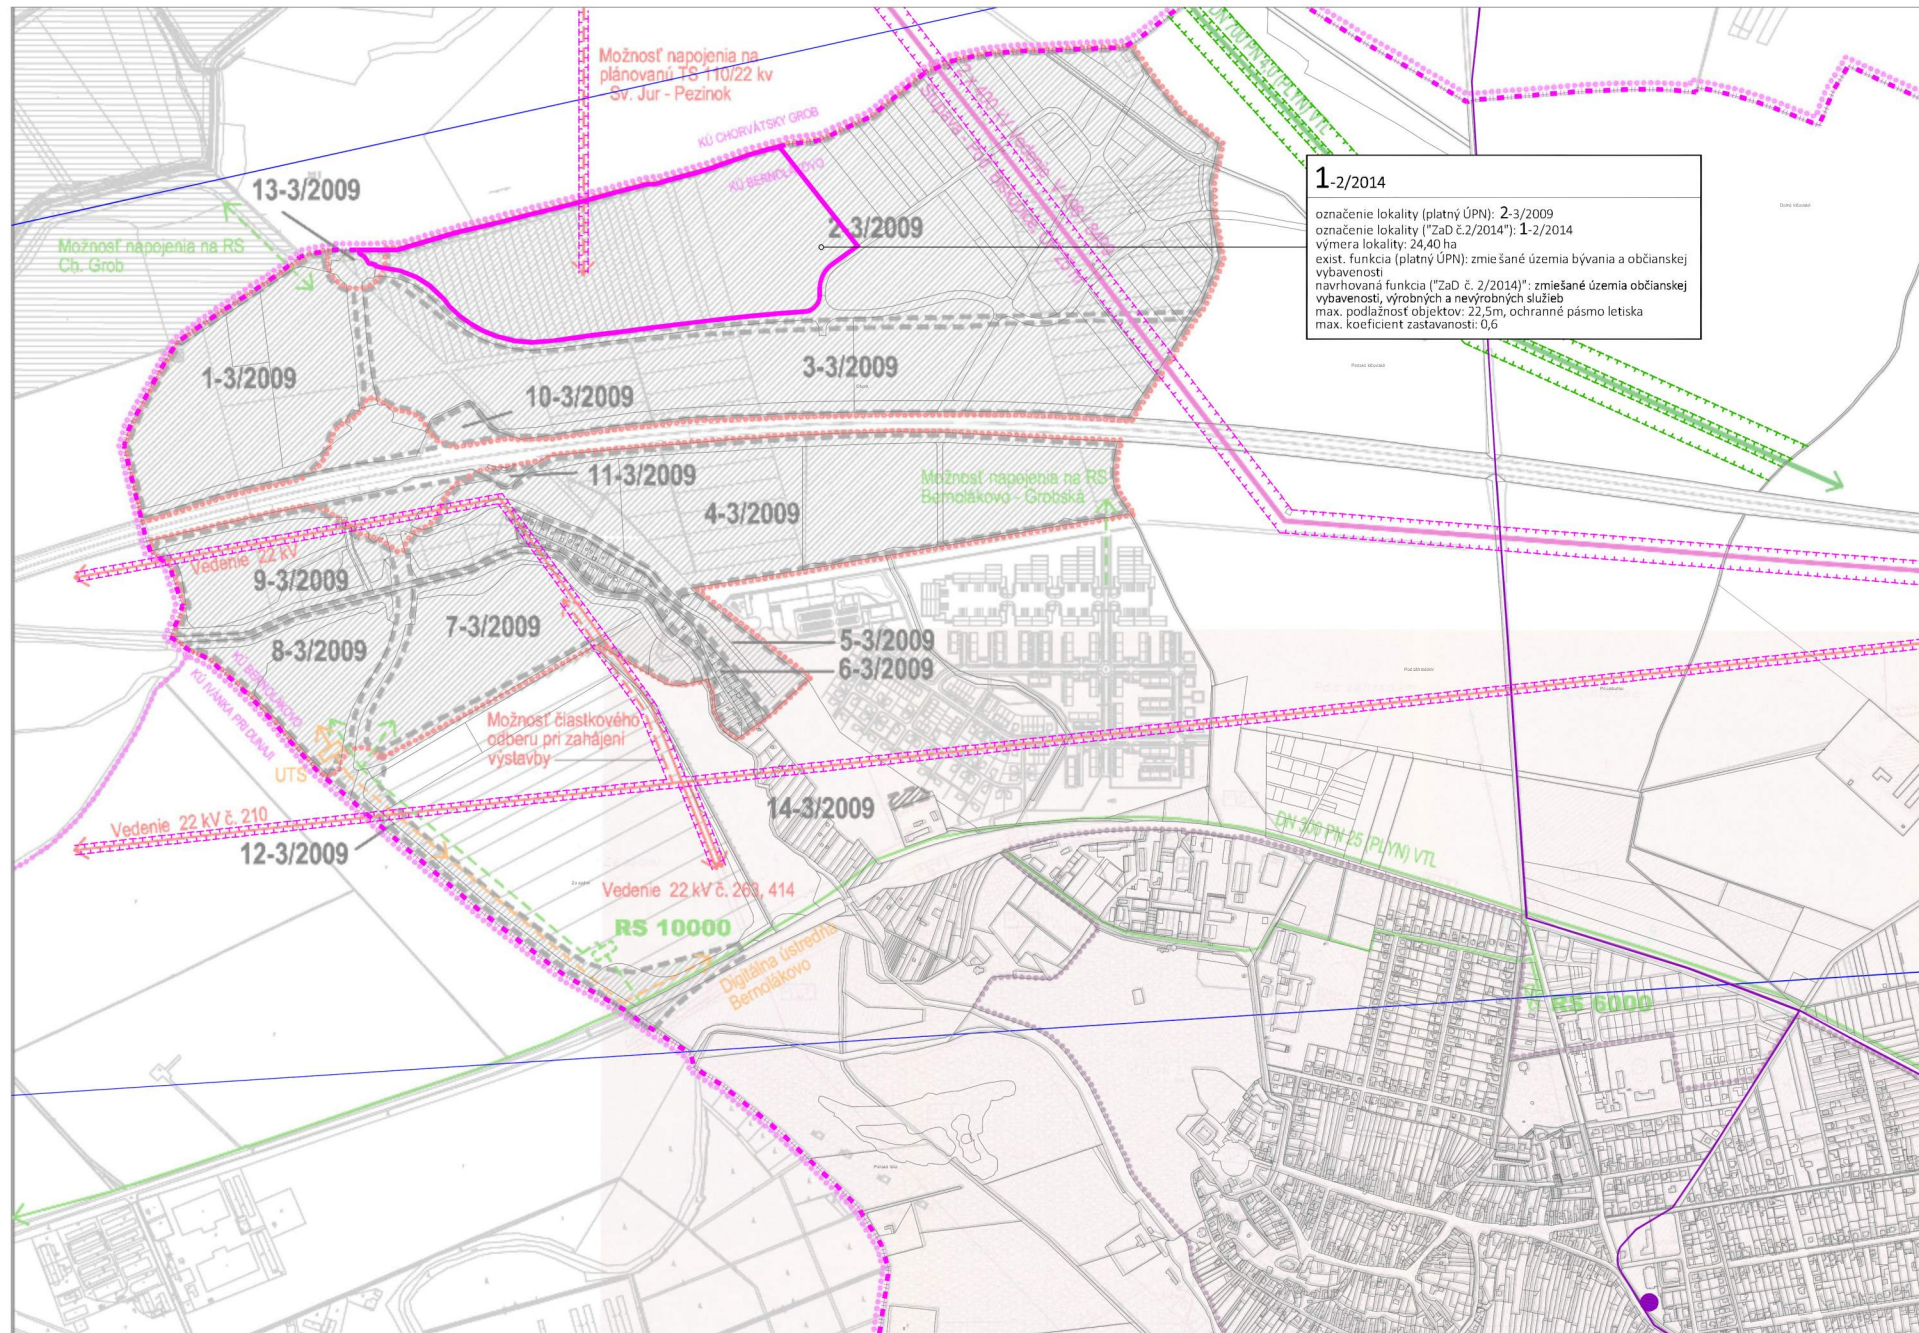 Možnosť napojenia na
plánovanú TS 110/22 kv
Sv. Jur - Pezinok
DN 700 PN 40 (PLYN) VTL
KÚ CHORVÁTSKY GROB
KÚ BERNOLÁKOVO
13-3/2009
Možnosť napojenia na RS
Ch. Grob
2-3/2009
1-2/2014
označenie lokality (platný ÚPN): 2-3/2009
označenie lokality ("ZaD č.2/2014"): 1-2/2014
výmera lokality: 24,40 ha
exist. funkcia (platný ÚPN): zmiešané územia bývania a občianskej
vybavenosti
navrhovaná funkcia ("ZaD č. 2/2014)": zmiešané územia občianskej
vybavenosti, výrobných a nevýrobných služieb
max. podlažnosť objektov: 22,5m, ochranné pásmo letiska
max. koeficient zastavanosti: 0,6
1-3/2009
3-3/2009
10-3/2009
11-3/2009
Možnosť napojenia na RS
Bernolákovo - Grobská
4-3/2009
Vedenie 22 kV
9-3/2009
7-3/2009
8-3/2009
5-3/2009
6-3/2009
KÚ BERNOLÁKOVO
KÚ IVANKA PRI DUNAJI
Možnosť čiastkového
odberu pri zahájení
výstavby
UTS
14-3/2009
Vedenie 22 kV č. 210
12-3/2009
DN 300 PN 25 (PLYN) VTL
Vedenie 22 kV č. 263, 414
RS 10000
Digitálna ústredňa
Bernolákovo
RS 6000